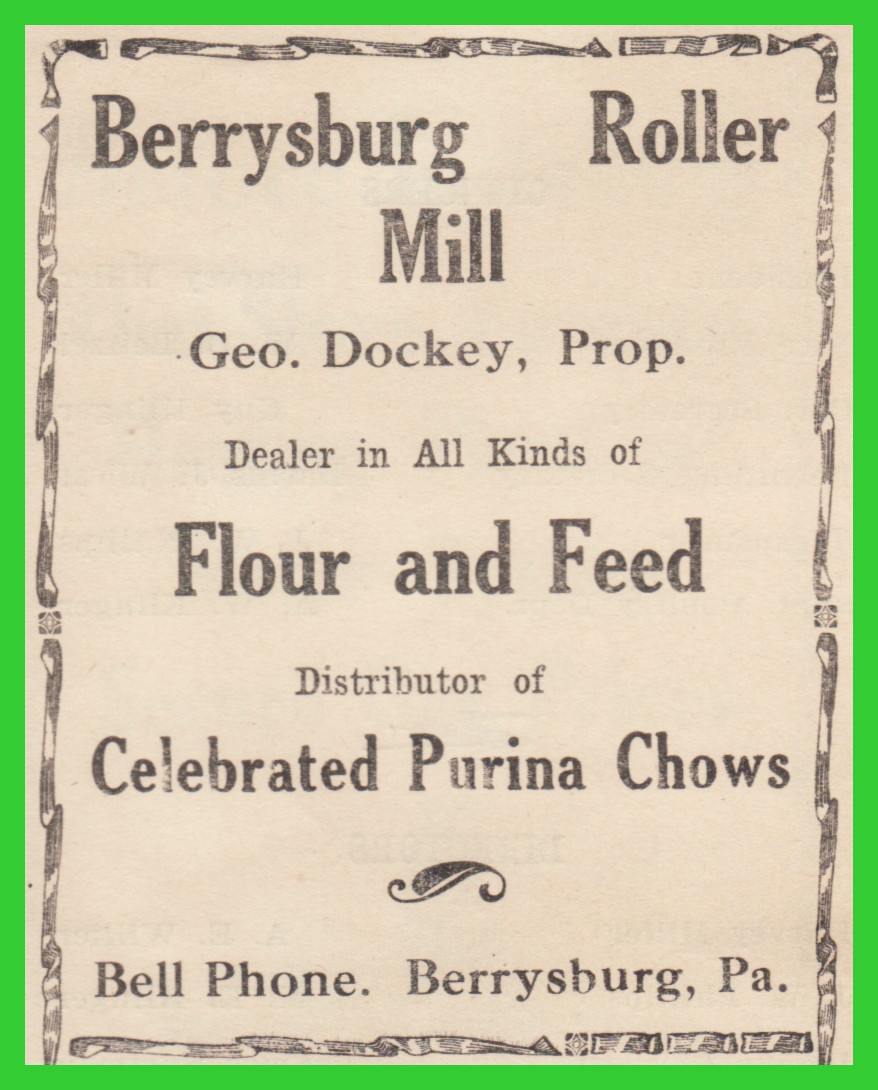 Berrysburg Roller
Mill
Geo. Dockey, Prop.
Dealer in All Kinds of
Flour and Feed
Distributor of
Celebrated Purina Chows
Bell Phone. Berrysburg, Pa.